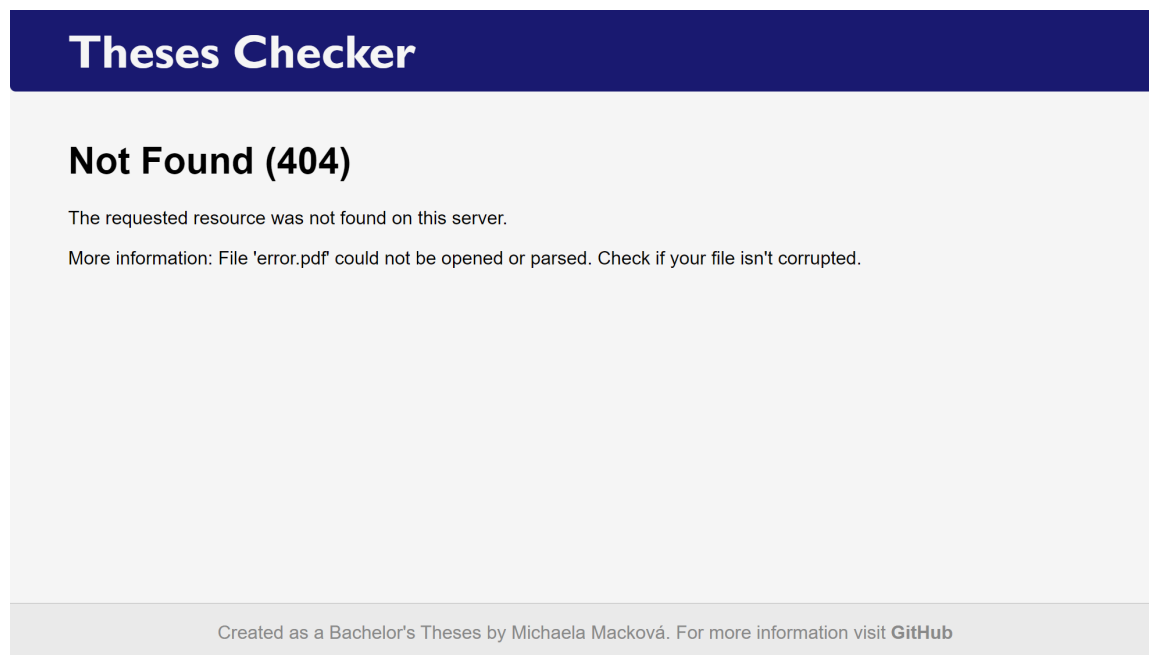 Theses Checker
Not Found (404)
The requested resource was not found on this server.
More information: File 'error.pdf' could not be opened or parsed. Check if your file isn't corrupted.
Created as a Bachelor's Theses by Michaela Macková. For more information visit GitHub